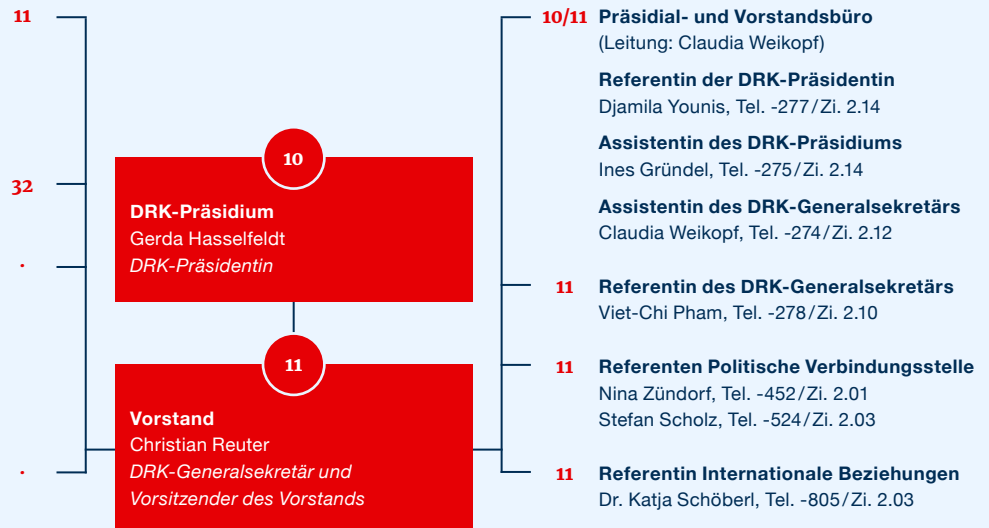 11
32
.
.
10
DRK-Präsidium
Gerda Hasselfeldt
DRK-Präsidentin
11
Vorstand
Christian Reuter
DRK-Generalsekretär und
Vorsitzender des Vorstands
10/11 Präsidial- und Vorstandsbüro
(Leitung: Claudia Weikopf)
Referentin der DRK-Präsidentin
Djamila Younis, Tel. -277/Zi. 2.14
Assistentin des DRK-Präsidiums
Ines Gründel, Tel. -275/Zi. 2.14
Assistentin des DRK-Generalsekretärs
Claudia Weikopf, Tel. -274/Zi. 2.12
11 Referentin des DRK-Generalsekretärs
Viet-Chi Pham, Tel. -278/Zi. 2.10
11 Referenten Politische Verbindungsstelle
Nina Zündorf, Tel. -452/Zi. 2.01
Stefan Scholz, Tel. -524/Zi. 2.03
11 Referentin Internationale Beziehungen
Dr. Katja Schöberl, Tel. -805/Zi. 2.03